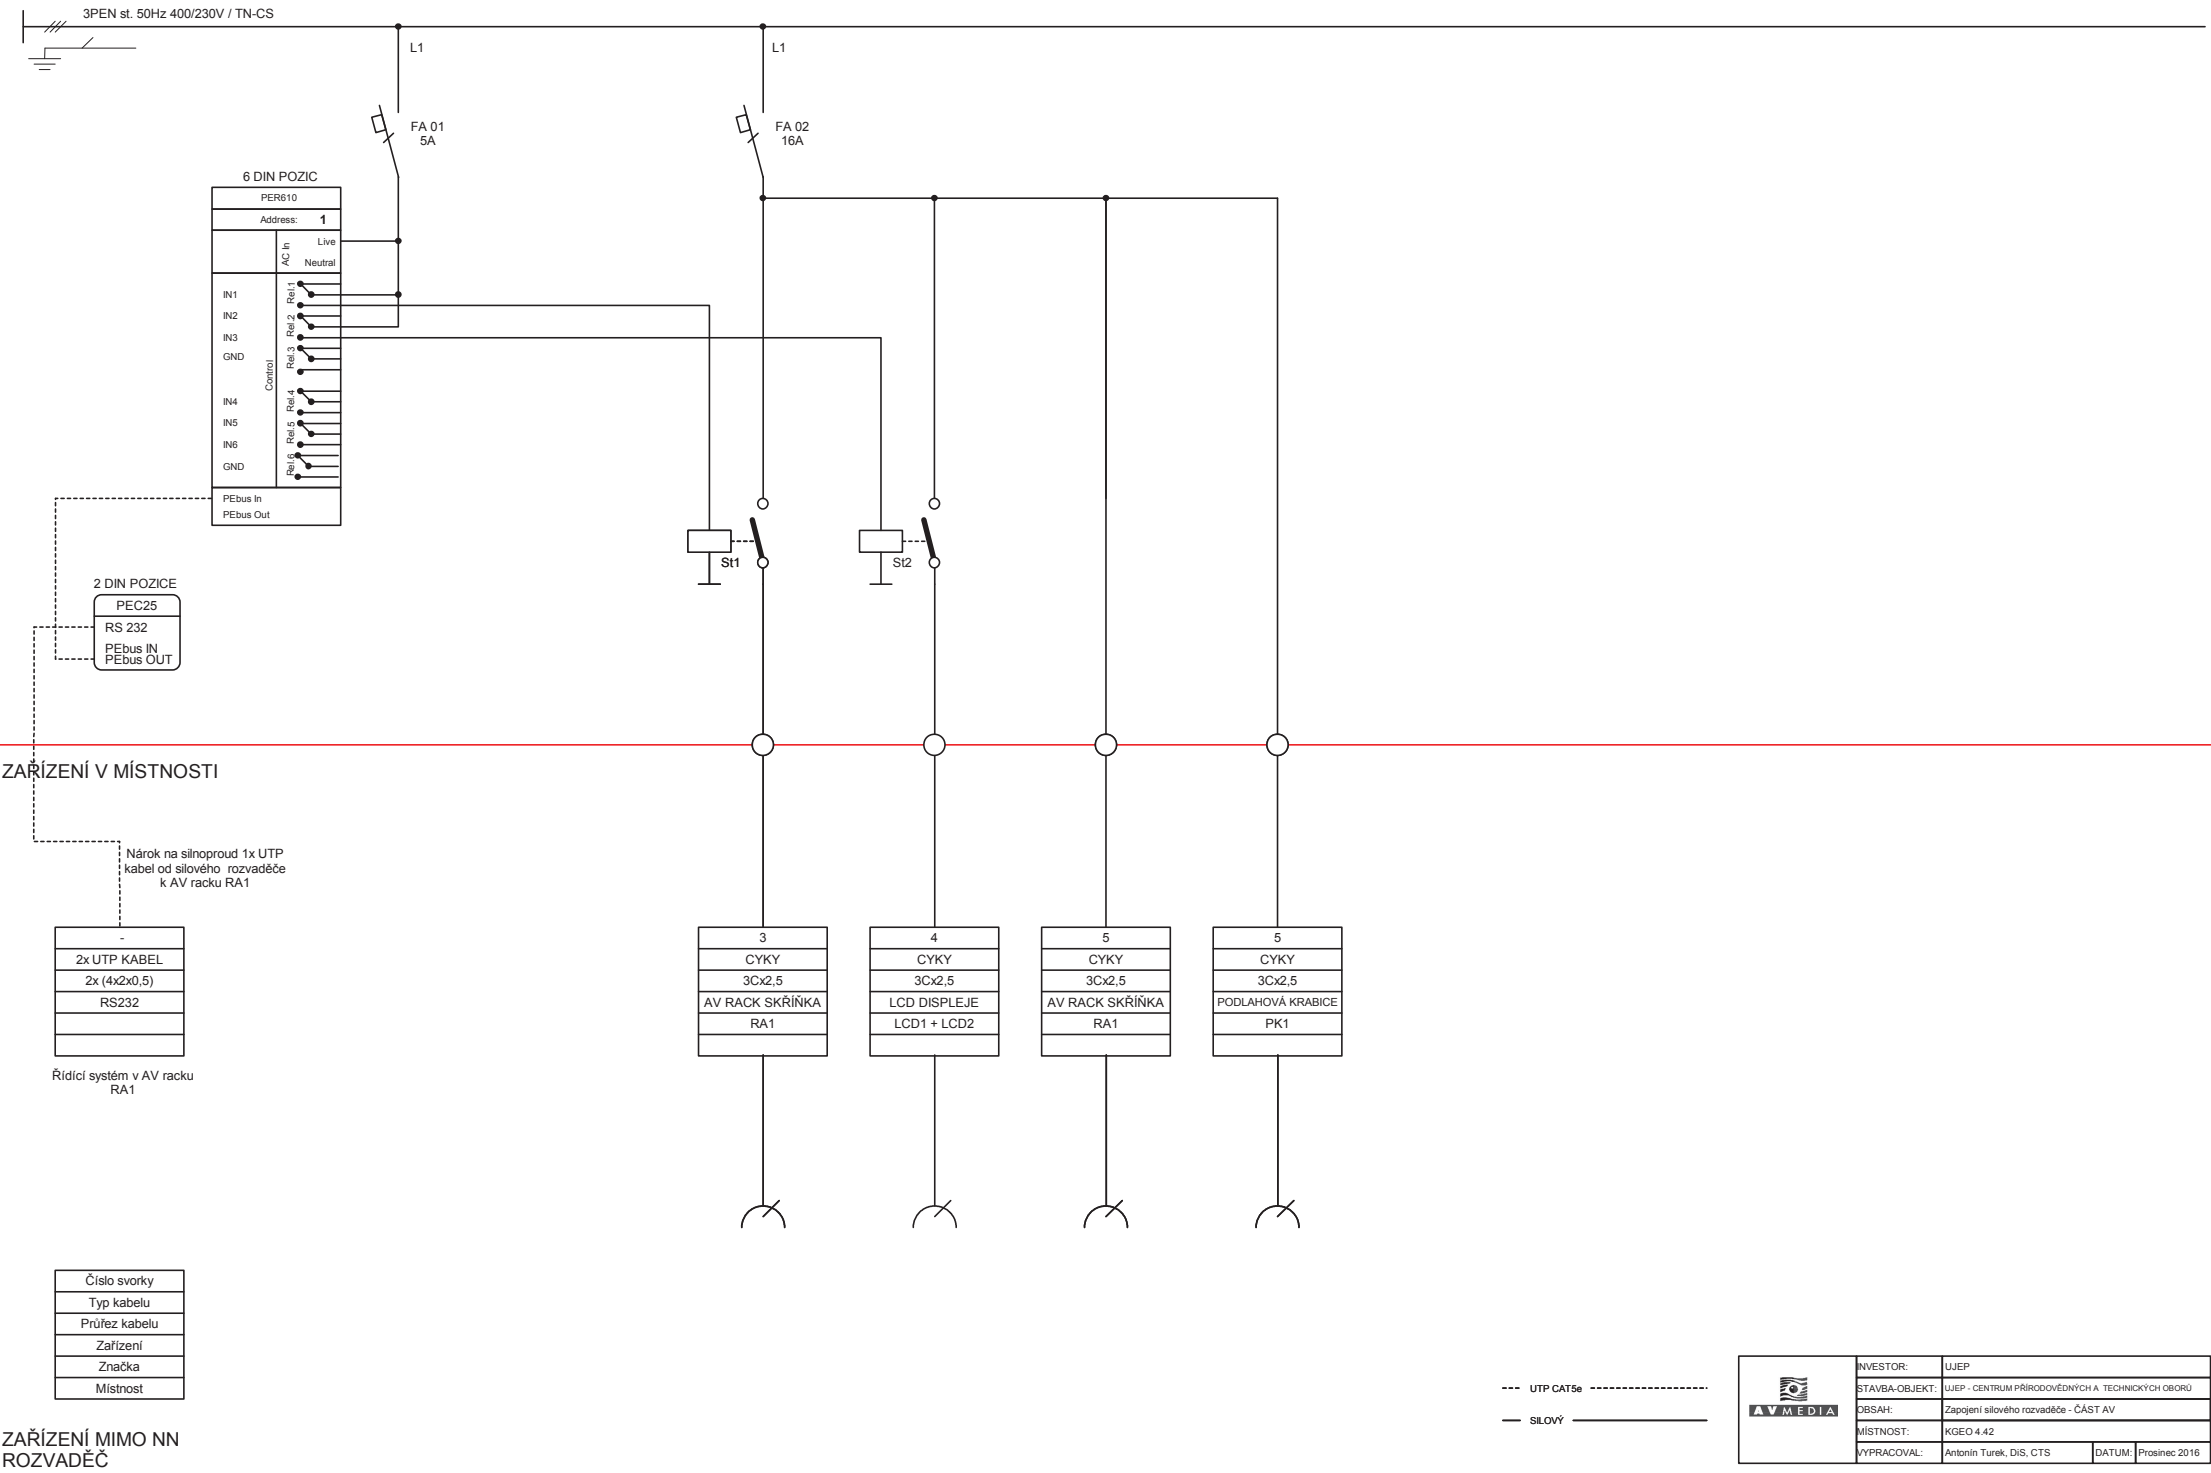 3PEN st. 50Hz 400/230V / TN-CS
L1
L1
FA 01
5A
FA 02
16A
6 DIN POZIC
PER610
Address: 1
AC In
Live
Neutral
IN1
IN2
IN3
GND
IN4
IN5
IN6
GND
Control
Rel.1
Rel.2
Rel.3
Rel.4
Rel.5
Rel.6
PEbus In
PEbus Out
St1
St2
2 DIN POZICE
PEC25
RS 232
PEbus IN
PEbus OUT
ZAŘÍZENÍ V MÍSTNOSTI
Nárok na silnoproud 1x UTP
kabel od silového rozvaděče
k AV racku RA1
-
2x UTP KABEL
2x (4x2x0,5)
RS232
Řídící systém v AV racku
RA1
3
CYKY
3Cx2,5
AV RACK SKŘÍŇKA
RA1
4
CYKY
3Cx2,5
LCD DISPLEJE
LCD1 + LCD2
5
CYKY
3Cx2,5
AV RACK SKŘÍŇKA
RA1
5
CYKY
3Cx2,5
PODLAHOVÁ KRABICE
PK1
Číslo svorky
Typ kabelu
Průřez kabelu
Zařízení
Značka
Místnost
ZAŘÍZENÍ MIMO NN
ROZVADĚČ
UTP CAT5e
SILOVÝ
AV MEDIA
INVESTOR: UJEP
STAVBA-OBJEKT: UJEP - CENTRUM PŘÍRODOVĚDNÝCH A TECHNICKÝCH OBORŮ
OBSAH: Zapojení silového rozvaděče - ČÁST AV
MÍSTNOST: KGEO 4.42
VYPRACOVAL: Antonín Turek, DiS, CTS DATUM: Prosinec 2016